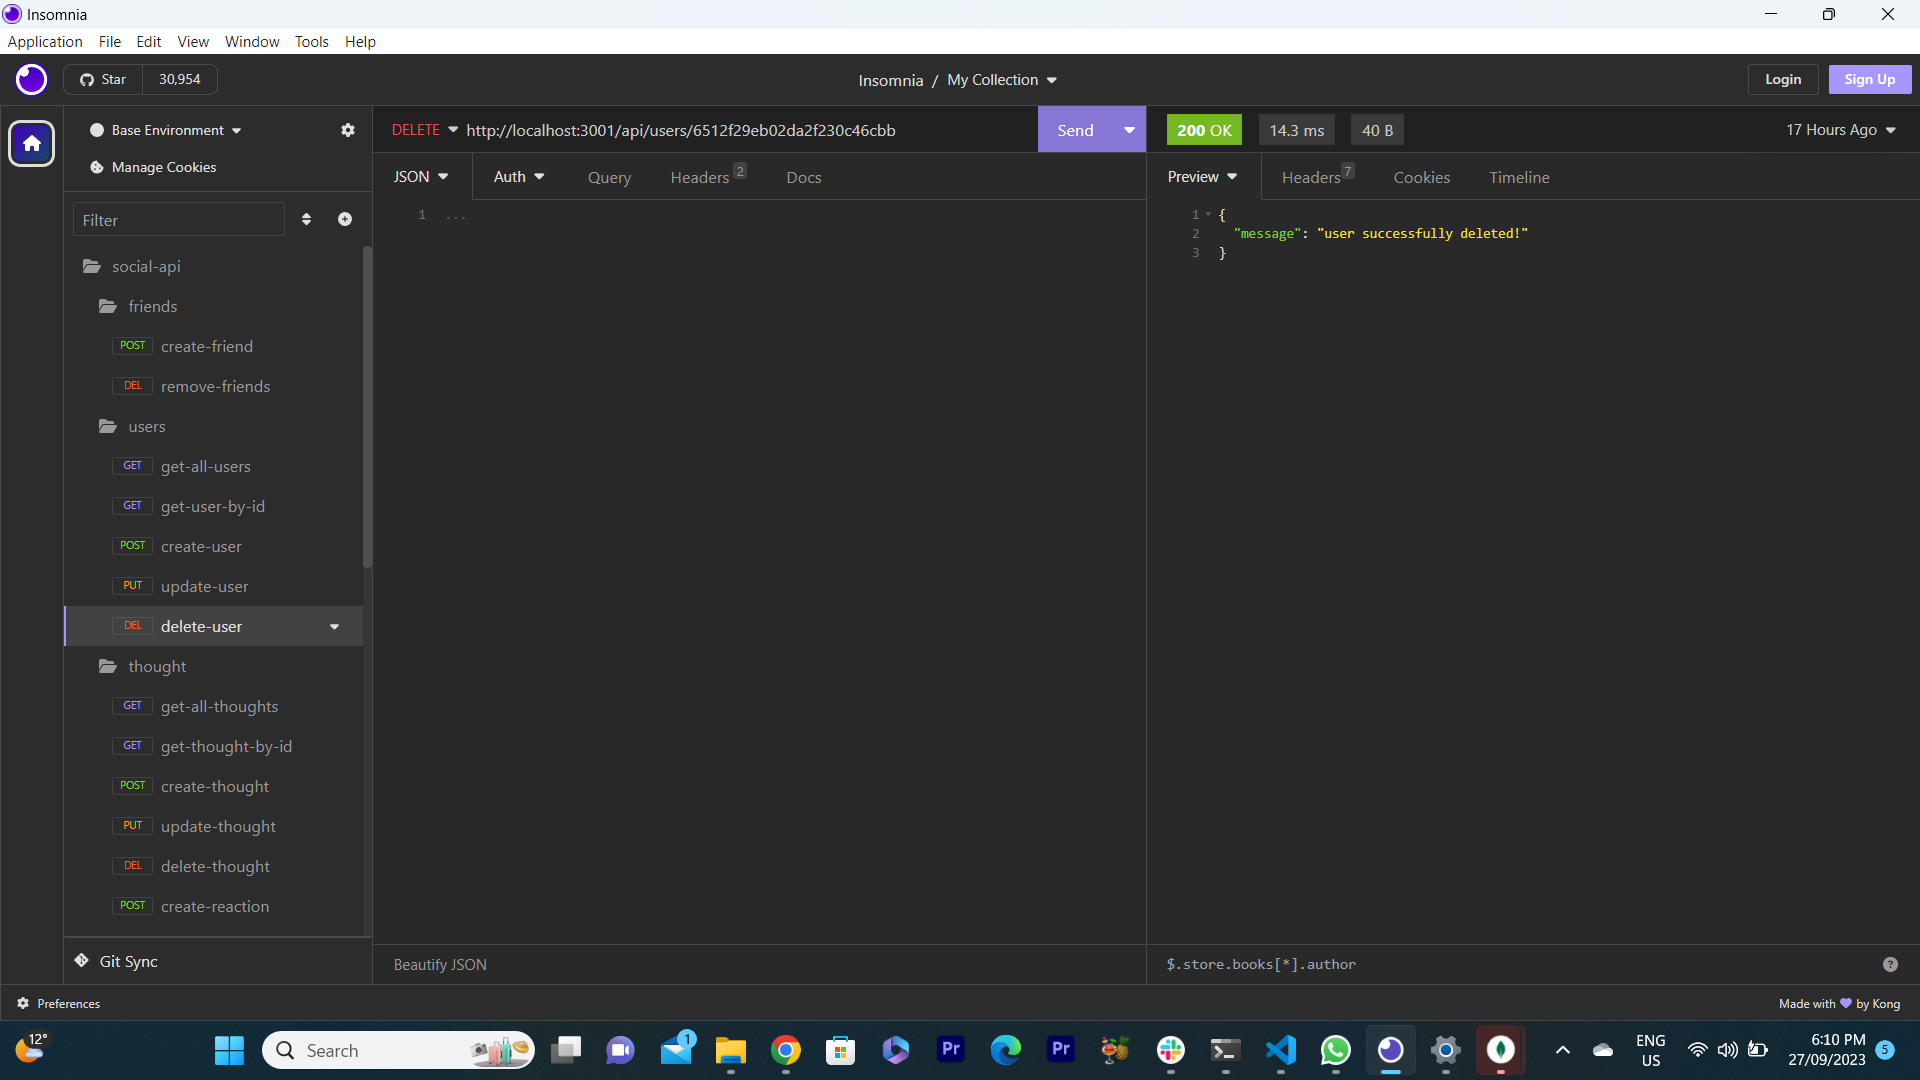 Insomnia
Application File Edit View Window Tools Help
Star 30,954
Insomnia / My Collection
Login Sign Up
Base Environment
Manage Cookies
Filter
social-api
friends
POST create-friend
DEL remove-friends
users
GET get-all-users
GET get-user-by-id
POST create-user
PUT update-user
DEL delete-user
thought
GET get-all-thoughts
GET get-thought-by-id
POST create-thought
PUT update-thought
DEL delete-thought
POST create-reaction
Git Sync
DELETE http://localhost:3001/api/users/6512f29eb02da2f230c46cbb Send
JSON Auth Query Headers 2 Docs
1 ...
Beautify JSON
200 OK 14.3 ms 40 B 17 Hours Ago
Preview Headers 7 Cookies Timeline
1 {
2 "message": "user successfully deleted!"
3 }
$.store.books[*].author
?
Preferences
Made with 💜 by Kong
12°
Search
1
Pr
Pr
ENG
US
6:10 PM
27/09/2023
5